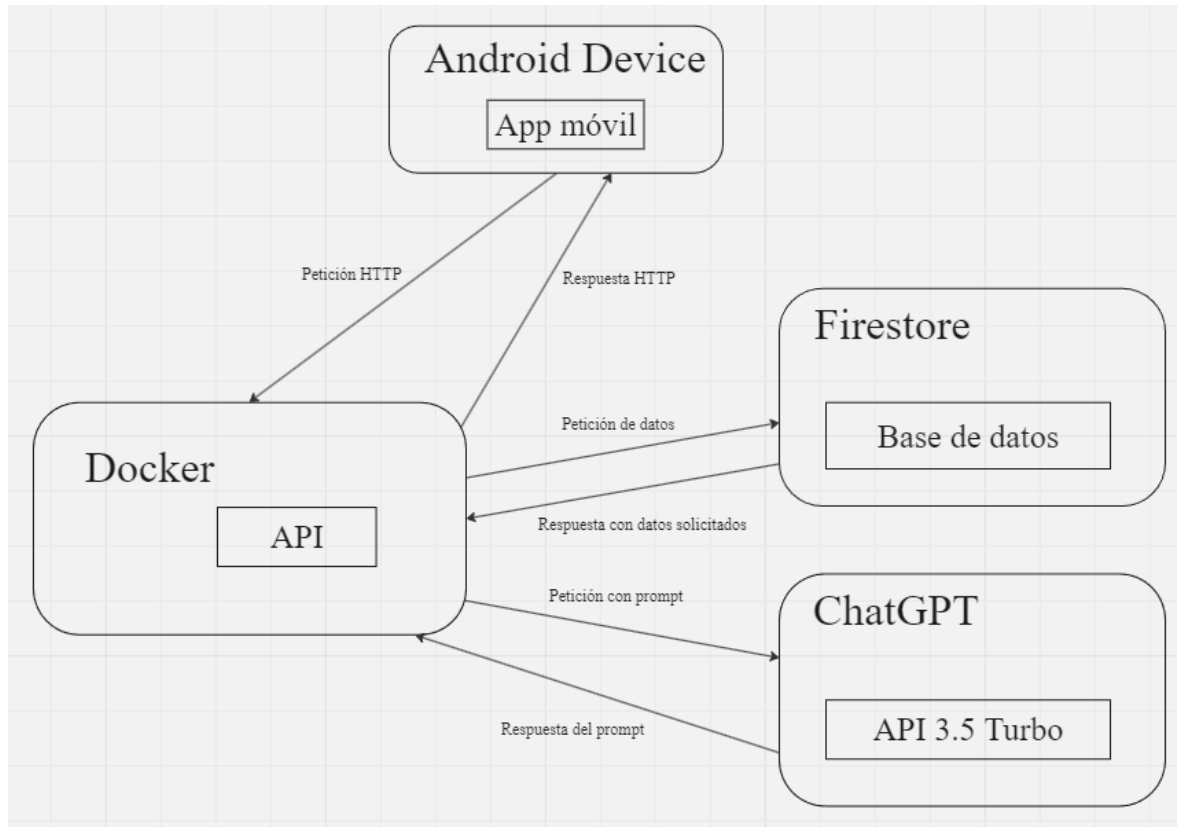 Android Device
App móvil
Petición HTTP
Respuesta HTTP
Firestore
Base de datos
Petición de datos
Docker
API
Respuesta con datos solicitados
Petición con prompt
ChatGPT
API 3.5 Turbo
Respuesta del prompt